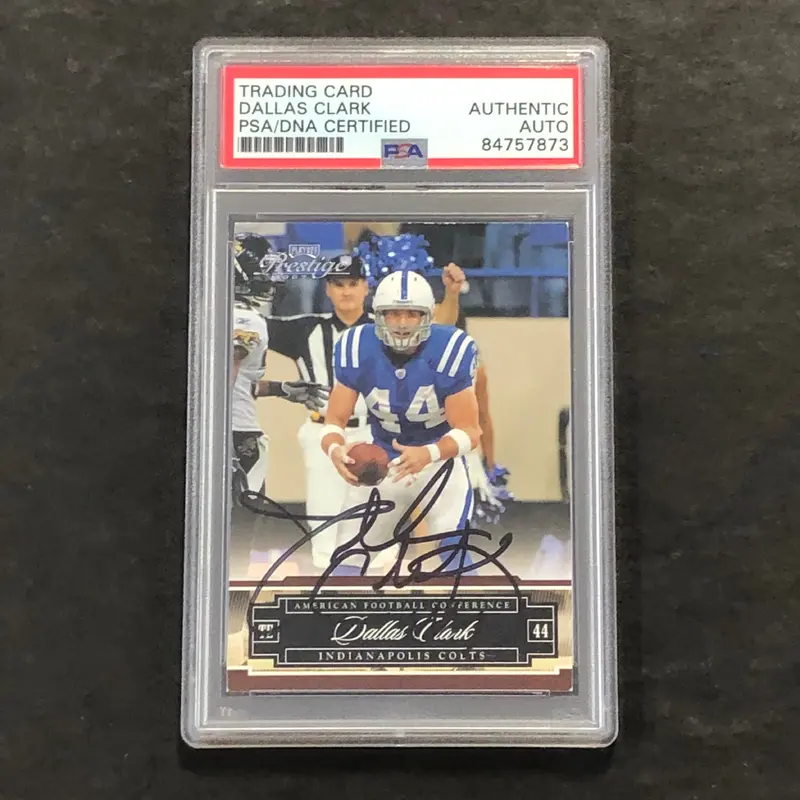 TRADING CARD
DALLAS CLARK
PSA/DNA CERTIFIED
AUTHENTIC
AUTO
84757873
PSA
PLAYOFF
Prestige
44
AMERICAN FOOTBALL CONFERENCE
TE
Dallas Clark
44
INDIANAPOLIS COLTS